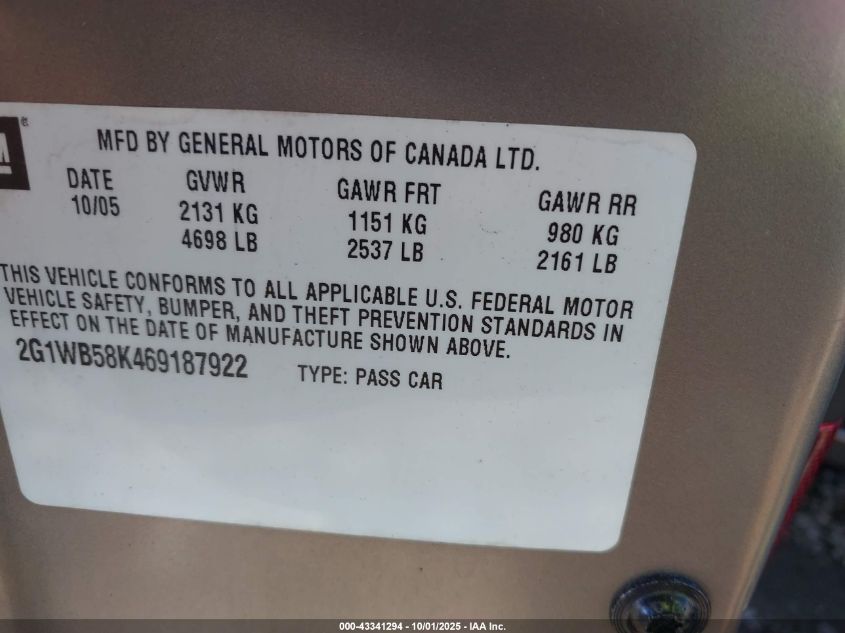 MFD BY GENERAL MOTORS OF CANADA LTD.
DATE GVWR GAWR FRT GAWR RR
10/05 2131 KG 1151 KG 980 KG
4698 LB 2537 LB 2161 LB
THIS VEHICLE CONFORMS TO ALL APPLICABLE U.S. FEDERAL MOTOR
VEHICLE SAFETY, BUMPER, AND THEFT PREVENTION STANDARDS IN
EFFECT ON THE DATE OF MANUFACTURE SHOWN ABOVE.
2G1WB58K469187922 TYPE: PASS CAR
000-43341294 - 10/01/2025 - IAA Inc.